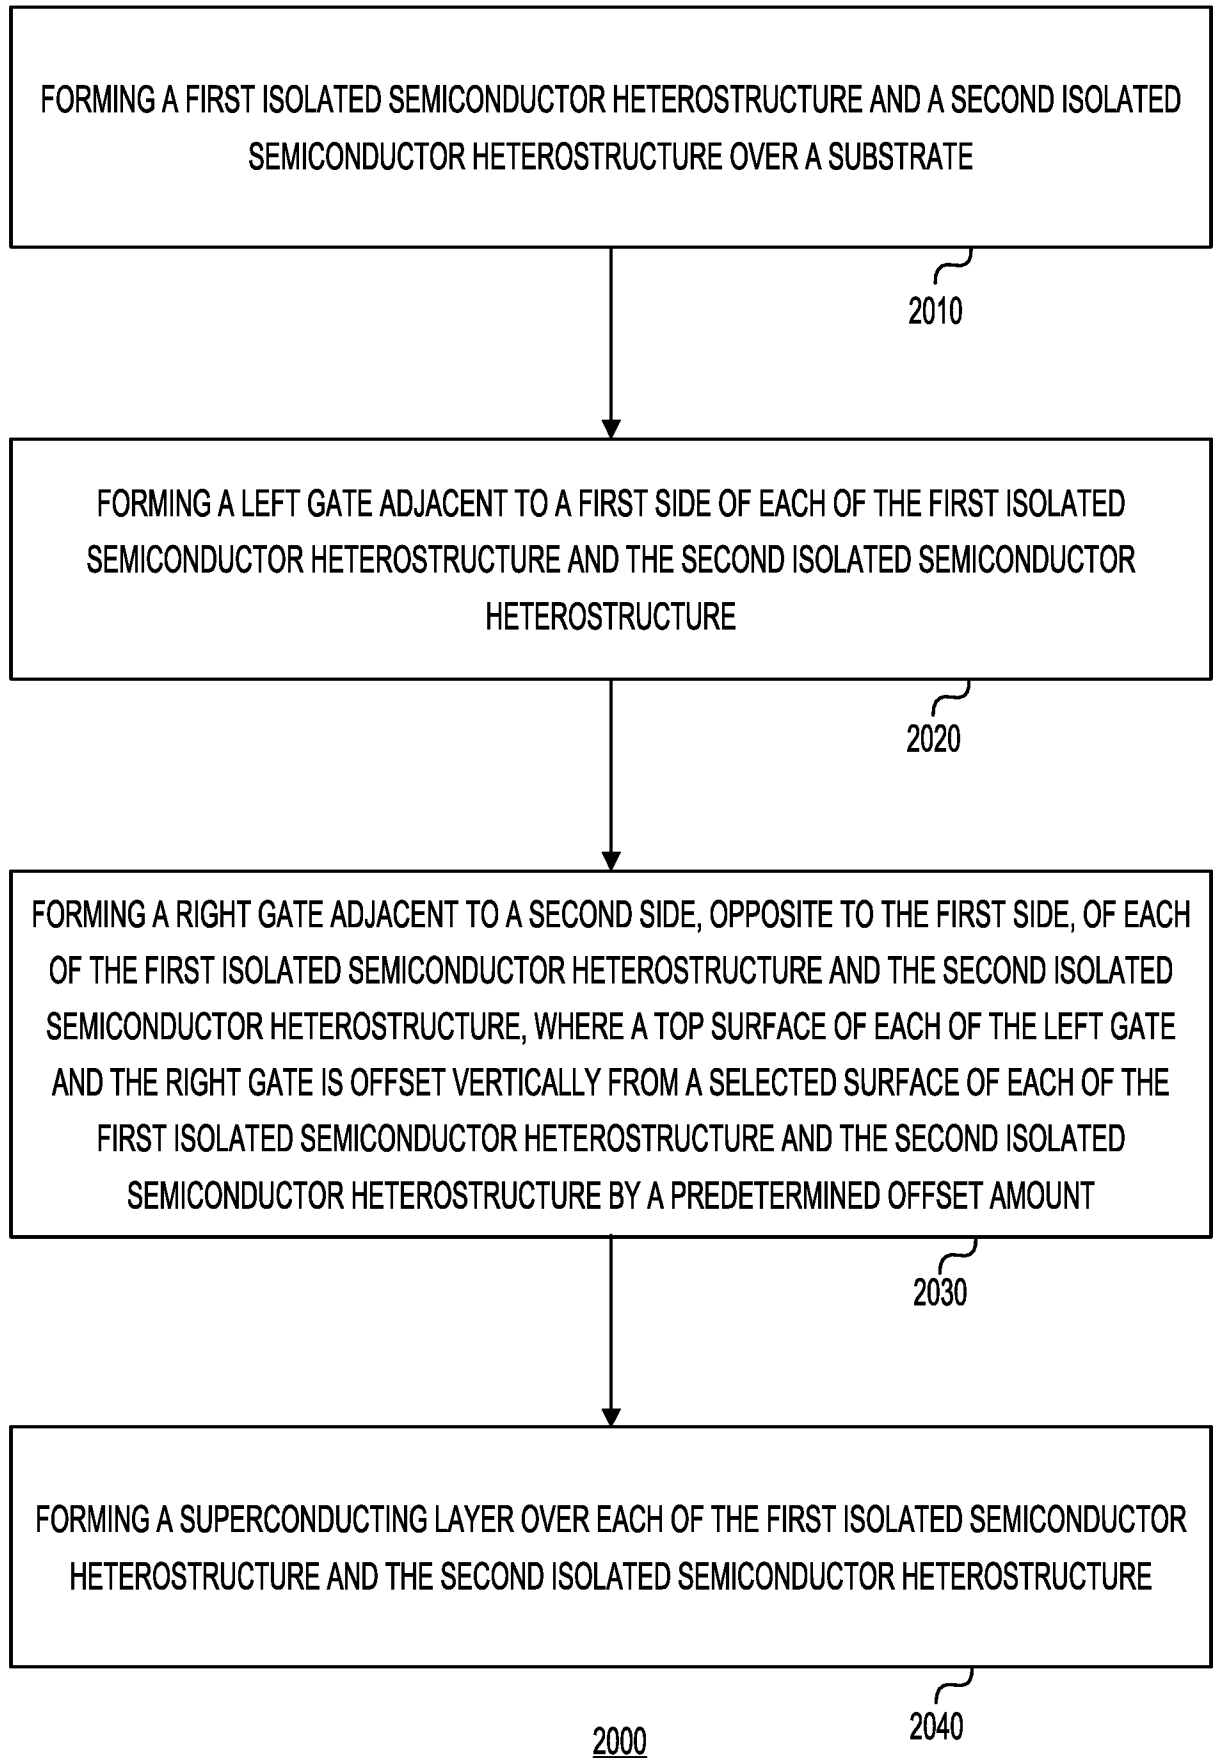 FORMING A FIRST ISOLATED SEMICONDUCTOR HETEROSTRUCTURE AND A SECOND ISOLATED
SEMICONDUCTOR HETEROSTRUCTURE OVER A SUBSTRATE
2010
FORMING A LEFT GATE ADJACENT TO A FIRST SIDE OF EACH OF THE FIRST ISOLATED
SEMICONDUCTOR HETEROSTRUCTURE AND THE SECOND ISOLATED SEMICONDUCTOR
HETEROSTRUCTURE
2020
FORMING A RIGHT GATE ADJACENT TO A SECOND SIDE, OPPOSITE TO THE FIRST SIDE, OF EACH
OF THE FIRST ISOLATED SEMICONDUCTOR HETEROSTRUCTURE AND THE SECOND ISOLATED
SEMICONDUCTOR HETEROSTRUCTURE, WHERE A TOP SURFACE OF EACH OF THE LEFT GATE
AND THE RIGHT GATE IS OFFSET VERTICALLY FROM A SELECTED SURFACE OF EACH OF THE
FIRST ISOLATED SEMICONDUCTOR HETEROSTRUCTURE AND THE SECOND ISOLATED
SEMICONDUCTOR HETEROSTRUCTURE BY A PREDETERMINED OFFSET AMOUNT
2030
FORMING A SUPERCONDUCTING LAYER OVER EACH OF THE FIRST ISOLATED SEMICONDUCTOR
HETEROSTRUCTURE AND THE SECOND ISOLATED SEMICONDUCTOR HETEROSTRUCTURE
2040
2000